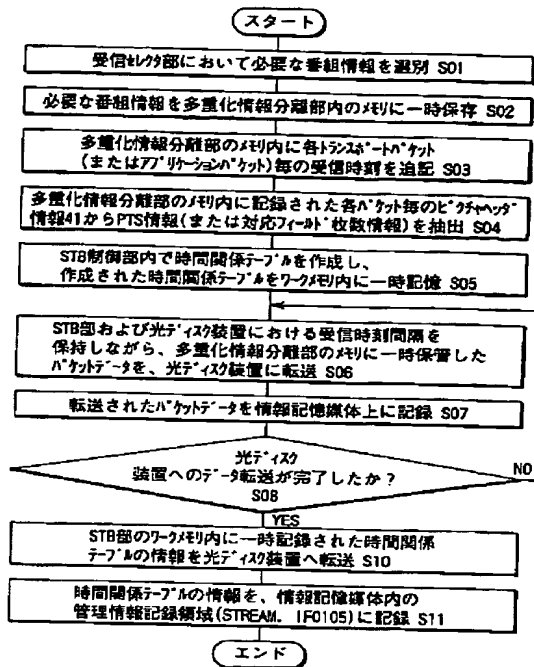 スタート
受信セレクタ部において必要な番組情報を選別 S01
必要な番組情報を多重化情報分離部内のメモリに一時保存 S02
多重化情報分離部のメモリ内に各トランスポートパケット
(またはアプリケーションパケット)毎の受信時刻を追記 S03
多重化情報分離部のメモリ内に記録された各パケット毎のピクチャヘッダ
情報41からPTS情報(または対応フィールド枚数情報)を抽出 S04
STB制御部内で時間関係テーブルを作成し、
作成された時間関係テーブルをワークメモリ内に一時記憶 S05
STB部および光ディスク装置における受信時刻間隔を
保持しながら、多重化情報分離部のメモリに一時保管した
パケットデータを、光ディスク装置に転送 S06
転送されたパケットデータを情報記憶媒体上に記録 S07
光ディスク
装置へのデータ転送が完了したか?
S08
NO
YES
STB部のワークメモリ内に一時記録された時間関係
テーブルの情報を光ディスク装置へ転送 S10
時間関係テーブルの情報を、情報記憶媒体内の
管理情報記録領域(STREAM. IFO105)に記録 S11
エンド